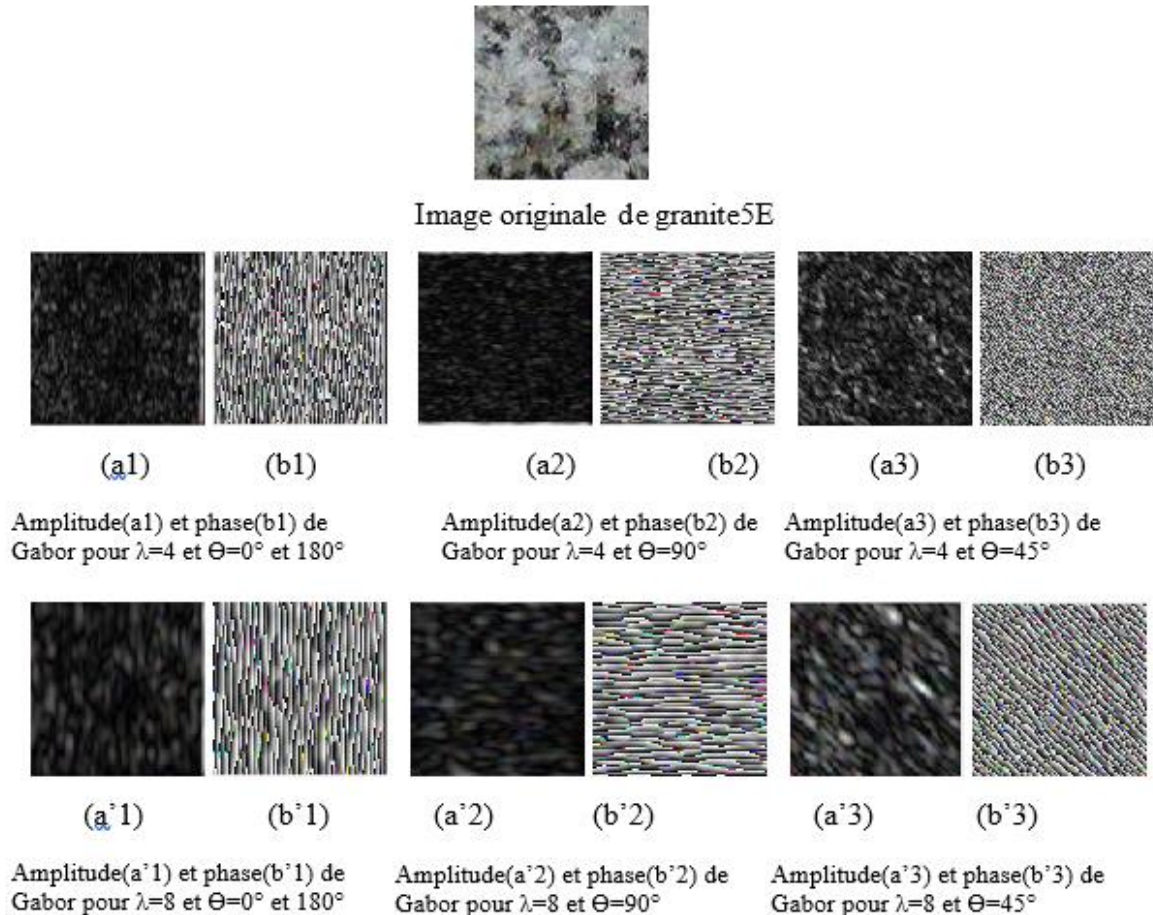 Image originale de granite5E
(a1) (b1) (a2) (b2) (a3) (b3)
Amplitude(a1) et phase(b1) de
Gabor pour λ=4 et ϴ=0° et 180°
Amplitude(a2) et phase(b2) de
Gabor pour λ=4 et ϴ=90°
Amplitude(a3) et phase(b3) de
Gabor pour λ=4 et ϴ=45°
(a’1) (b’1) (a’2) (b’2) (a’3) (b’3)
Amplitude(a’1) et phase(b’1) de
Gabor pour λ=8 et ϴ=0° et 180°
Amplitude(a’2) et phase(b’2) de
Gabor pour λ=8 et ϴ=90°
Amplitude(a’3) et phase(b’3) de
Gabor pour λ=8 et ϴ=45°